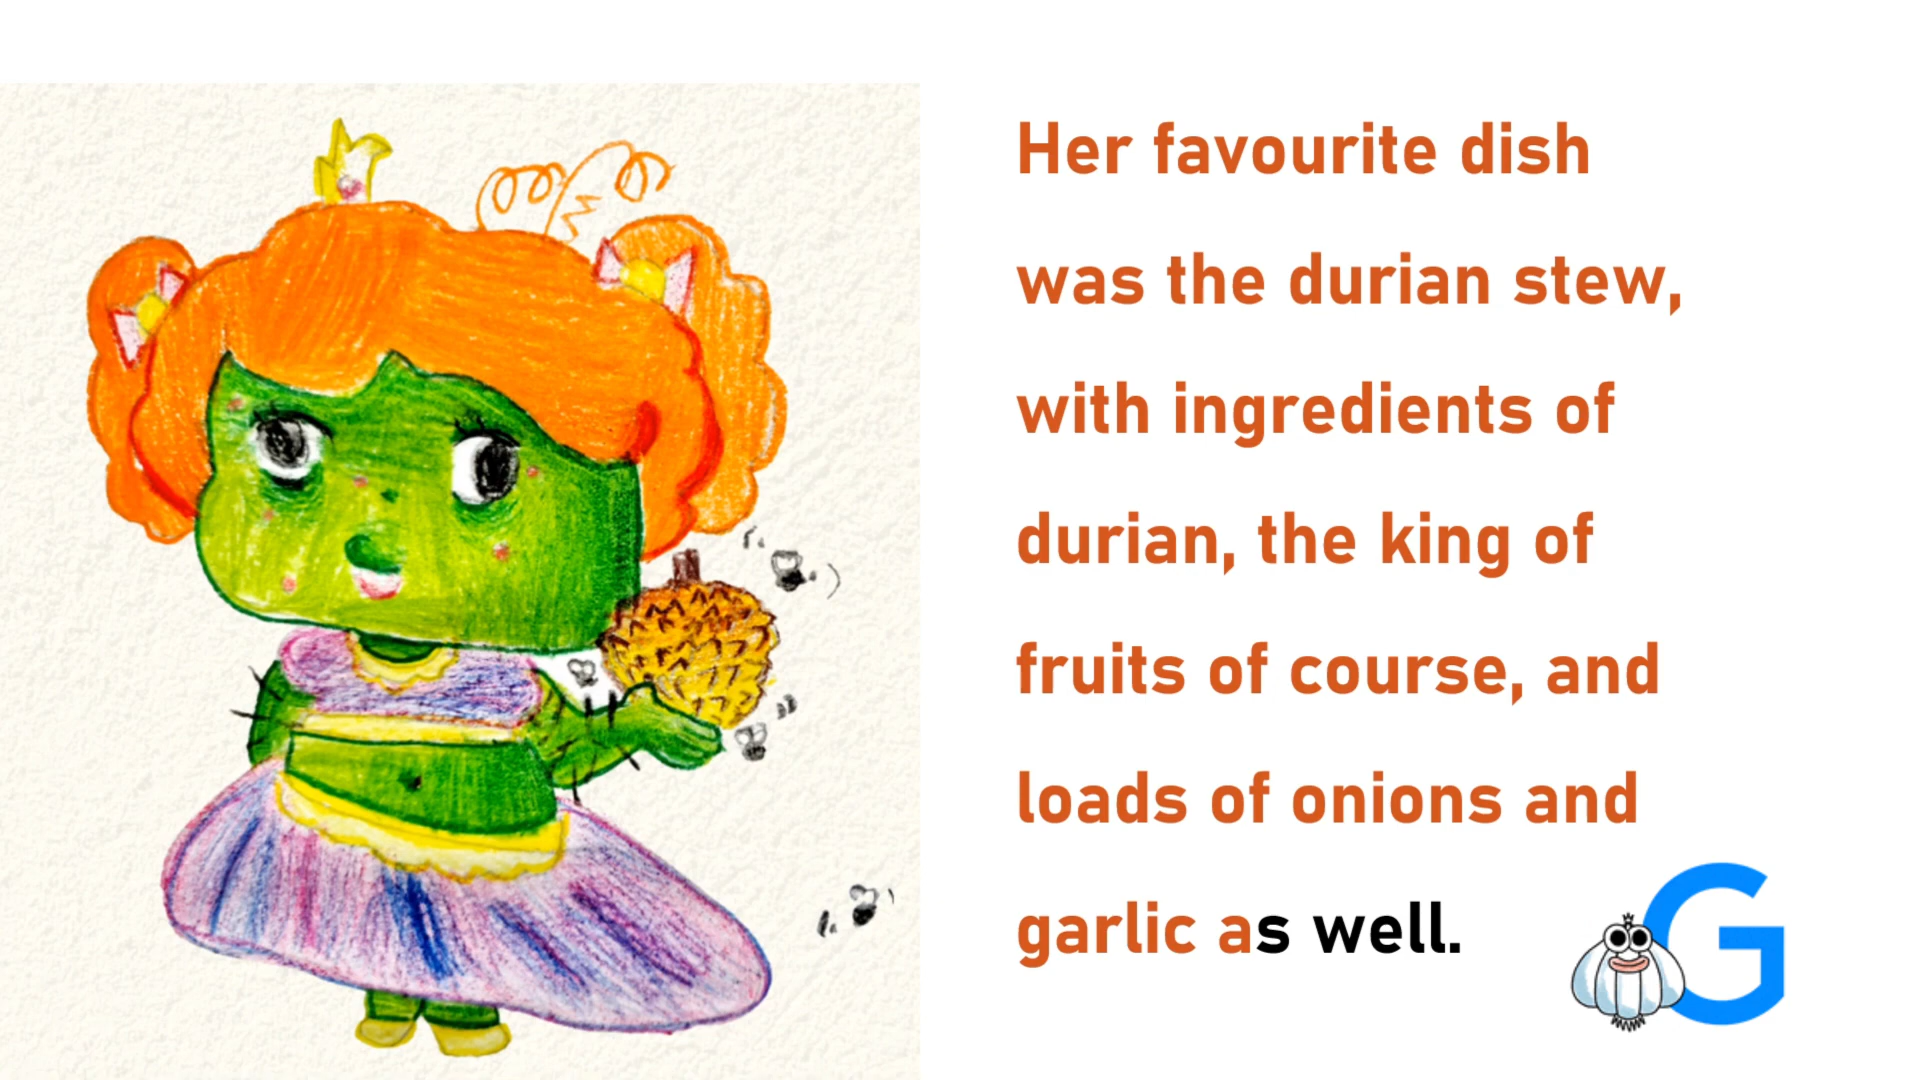 Her favourite dish
was the durian stew,
with ingredients of
durian, the king of
fruits of course, and
loads of onions and
garlic as well.
G